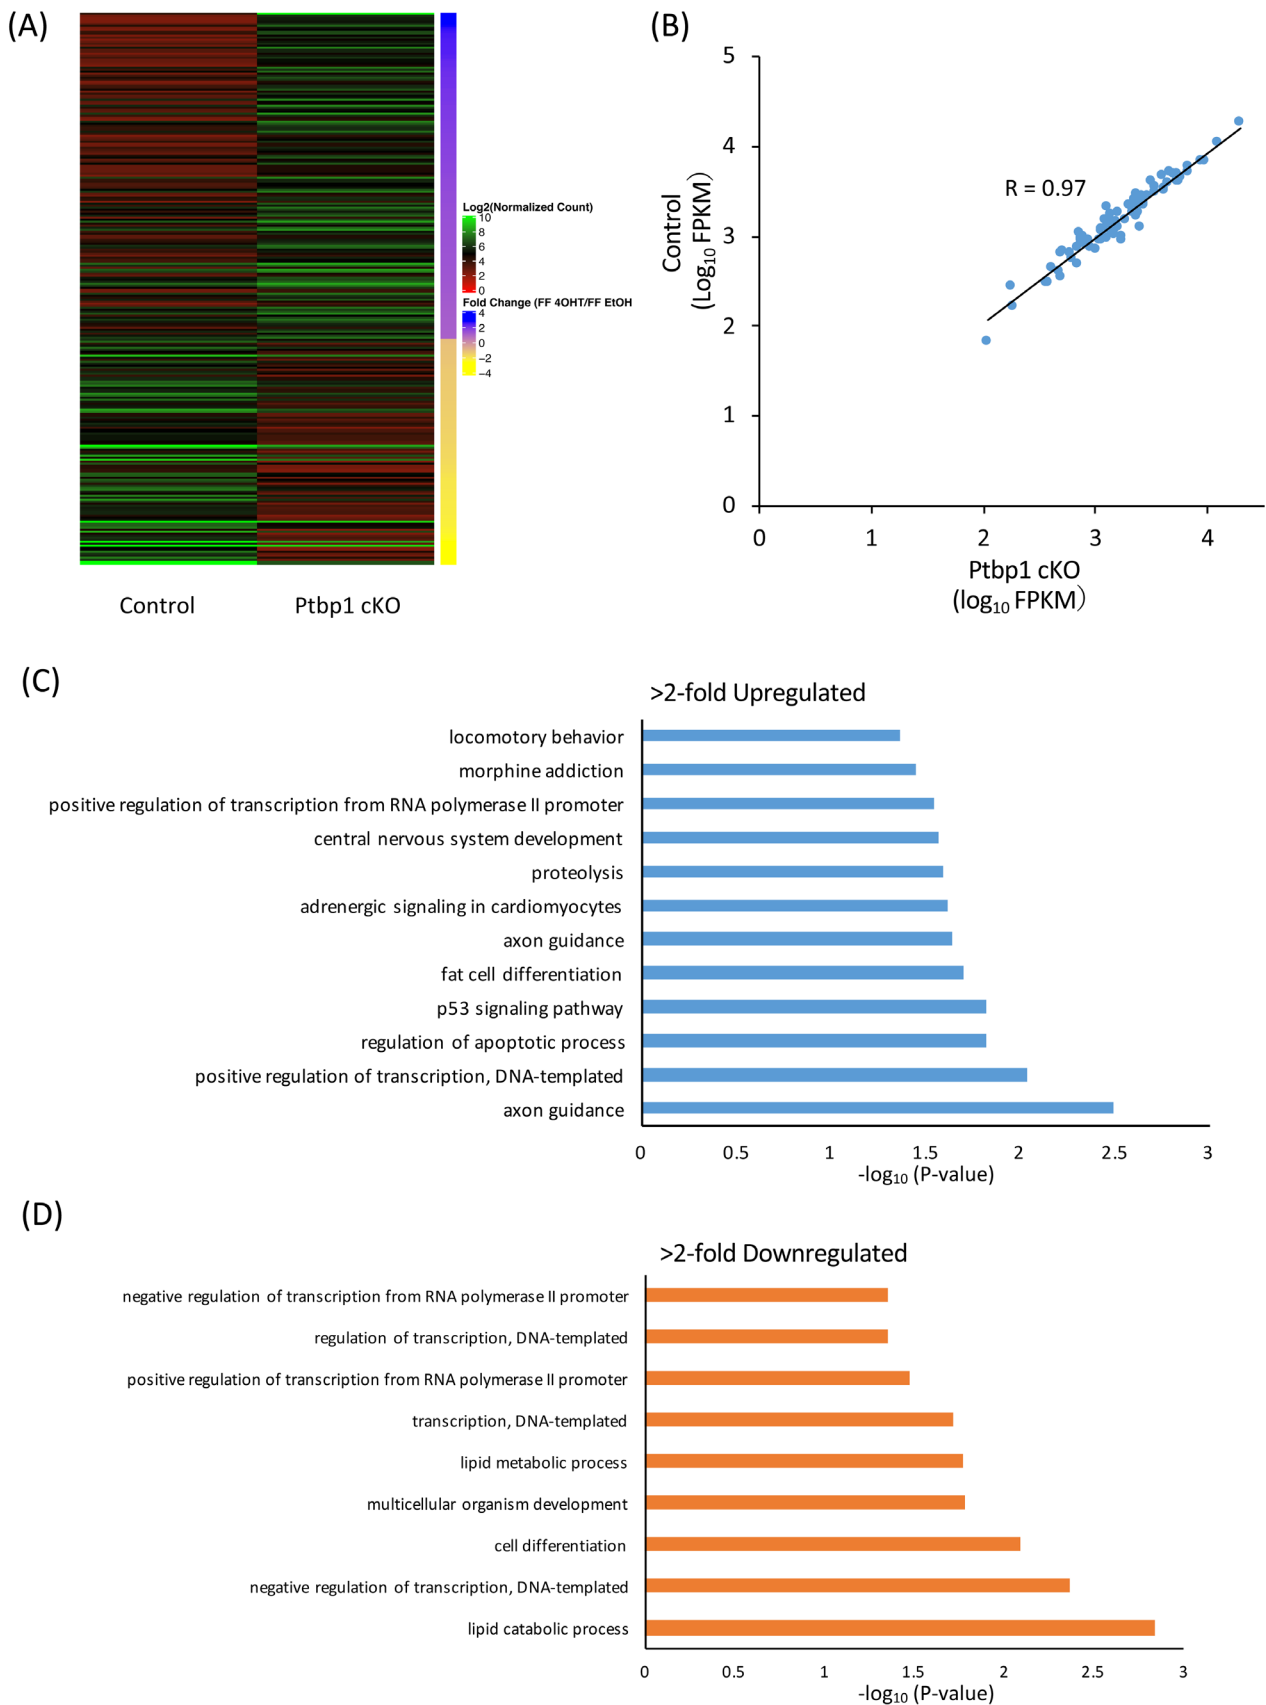 (A)
Log2(Normalized Count)
10
8
6
4
2
0
Fold Change (FF 4OHT/FF EtOH
4
2
0
−2
−4
Control
Ptbp1 cKO
(B)
5
4
3
2
1
0
Control
(Log10 FPKM)
R = 0.97
0
1
2
3
4
Ptbp1 cKO
(log10 FPKM)
(C)
>2-fold Upregulated
locomotory behavior
morphine addiction
positive regulation of transcription from RNA polymerase II promoter
central nervous system development
proteolysis
adrenergic signaling in cardiomyocytes
axon guidance
fat cell differentiation
p53 signaling pathway
regulation of apoptotic process
positive regulation of transcription, DNA-templated
axon guidance
0
0.5
1
1.5
2
2.5
3
-log10 (P-value)
(D)
>2-fold Downregulated
negative regulation of transcription from RNA polymerase II promoter
regulation of transcription, DNA-templated
positive regulation of transcription from RNA polymerase II promoter
transcription, DNA-templated
lipid metabolic process
multicellular organism development
cell differentiation
negative regulation of transcription, DNA-templated
lipid catabolic process
0
0.5
1
1.5
2
2.5
3
-log10 (P-value)